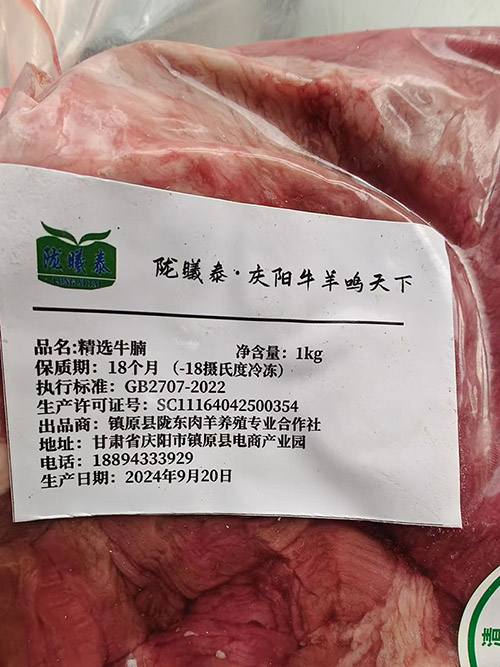 陇曦泰
陇曦泰·庆阳牛羊鸣天下
品名:精选牛腩 净含量：1kg
保质期：18个月 （-18摄氏度冷冻）
执行标准：GB2707-2022
生产许可证号：SC11164042500354
出品商：镇原县陇东肉羊养殖专业合作社
地址：甘肃省庆阳市镇原县电商产业园
电话：18894333929
生产日期：2024年9月20日
清